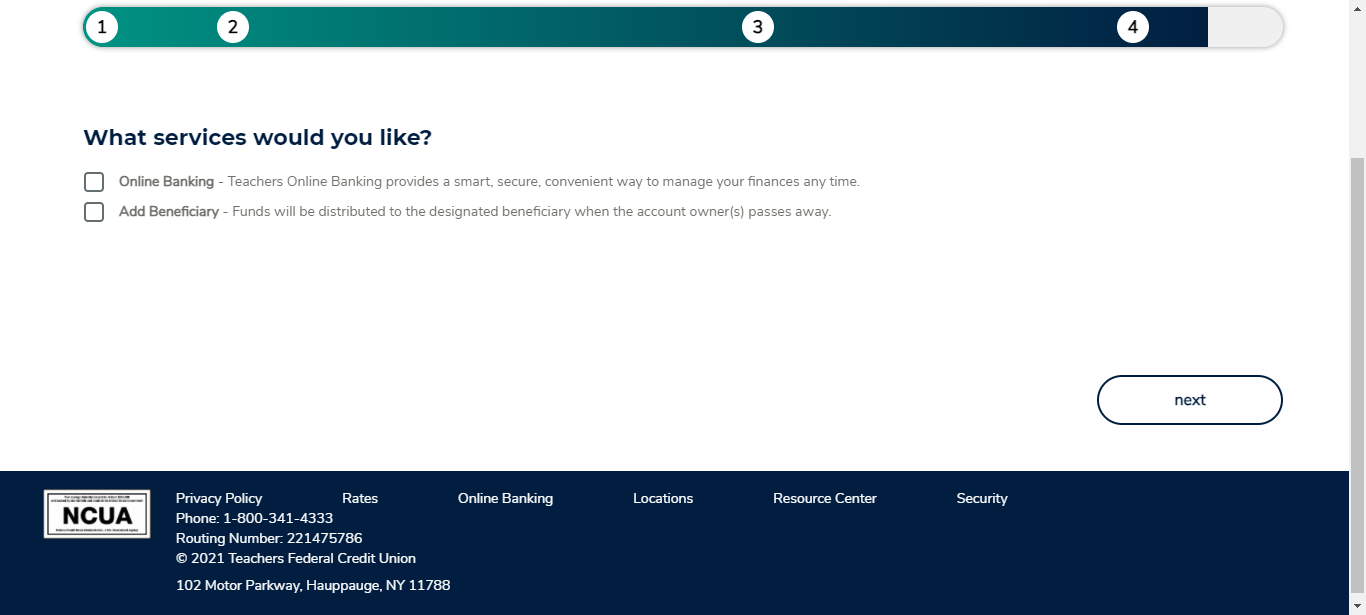 1 2 3 4
What services would you like?
Online Banking - Teachers Online Banking provides a smart, secure, convenient way to manage your finances any time.
Add Beneficiary - Funds will be distributed to the designated beneficiary when the account owner(s) passes away.
next
NCUA
Privacy Policy Rates Online Banking Locations Resource Center Security
Phone: 1-800-341-4333
Routing Number: 221475786
© 2021 Teachers Federal Credit Union
102 Motor Parkway, Hauppauge, NY 11788